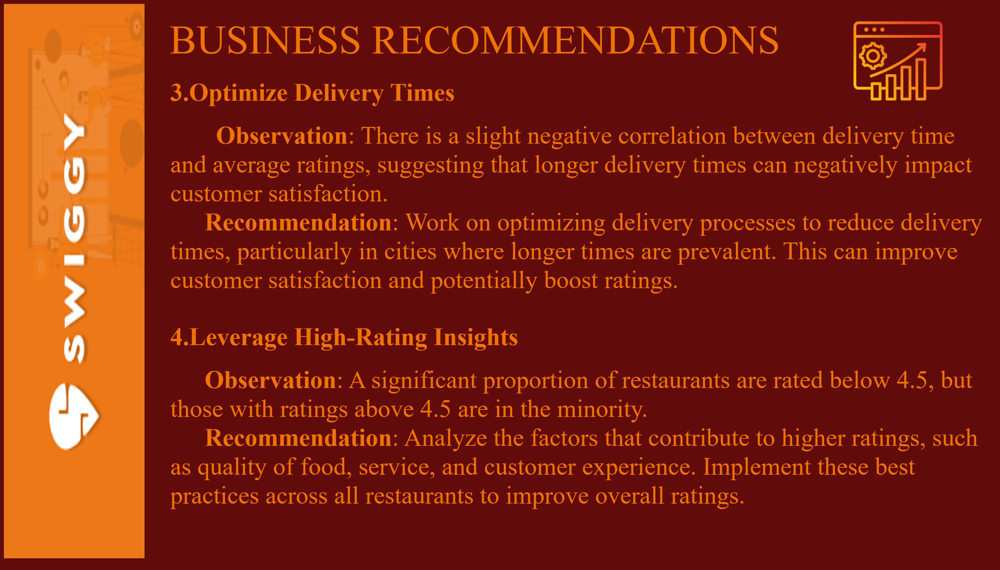 SWIGGY
BUSINESS RECOMMENDATIONS
3.Optimize Delivery Times
Observation: There is a slight negative correlation between delivery time
and average ratings, suggesting that longer delivery times can negatively impact
customer satisfaction.
Recommendation: Work on optimizing delivery processes to reduce delivery
times, particularly in cities where longer times are prevalent. This can improve
customer satisfaction and potentially boost ratings.
4.Leverage High-Rating Insights
Observation: A significant proportion of restaurants are rated below 4.5, but
those with ratings above 4.5 are in the minority.
Recommendation: Analyze the factors that contribute to higher ratings, such
as quality of food, service, and customer experience. Implement these best
practices across all restaurants to improve overall ratings.